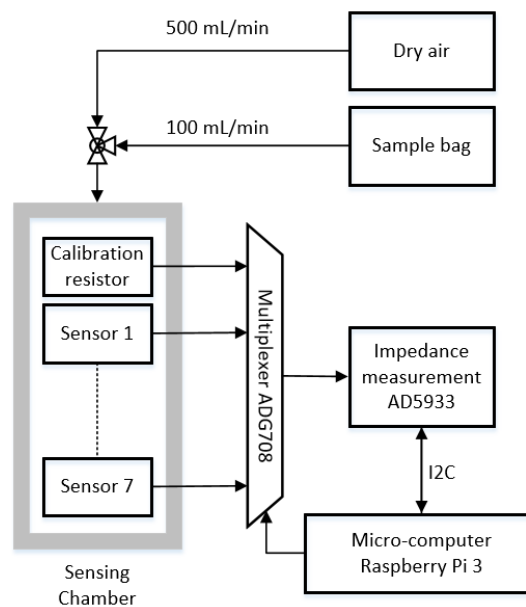 500 mL/min
Dry air
100 mL/min
Sample bag
Calibration
resistor
Sensor 1
Sensor 7
Sensing
Chamber
Multiplexer ADG708
Impedance
measurement
AD5933
I2C
Micro-computer
Raspberry Pi 3